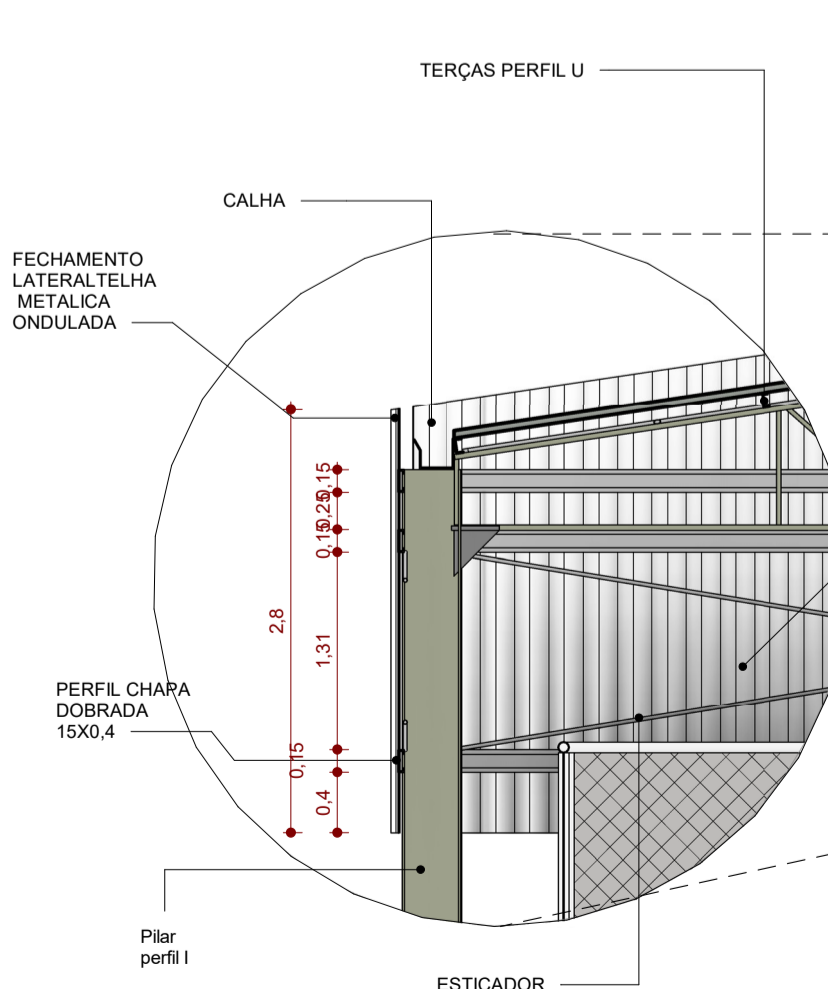 TERÇAS PERFIL U
CALHA
FECHAMENTO
LATERALTELHA
METALICA
ONDULADA
0,15
0,25
0,15
2,8
1,31
PERFIL CHAPA
DOBRADA
15X0,4
0,15
0,4
Pilar
perfil I
ESTICADOR